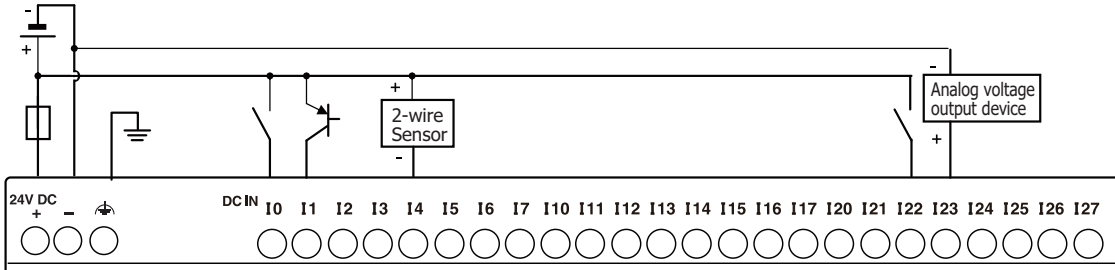 -
+
+
2-wire
Sensor
-
-
Analog voltage
output device
+
24V DC
+ -
DC IN I0 I1 I2 I3 I4 I5 I6 I7 I10 I11 I12 I13 I14 I15 I16 I17 I20 I21 I22 I23 I24 I25 I26 I27